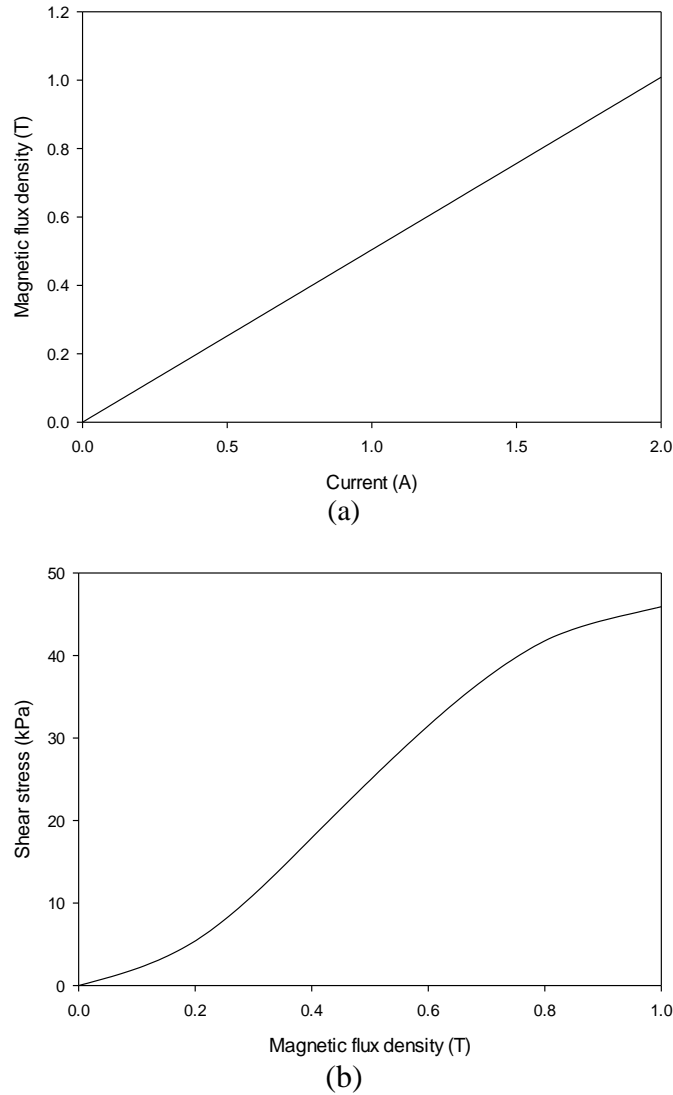 1.2
1.0
0.8
0.6
0.4
0.2
0.0
Magnetic flux density (T)
0.0 0.5 1.0 1.5 2.0
Current (A)
(a)
50
40
30
20
10
0
Shear stress (kPa)
0.0 0.2 0.4 0.6 0.8 1.0
Magnetic flux density (T)
(b)